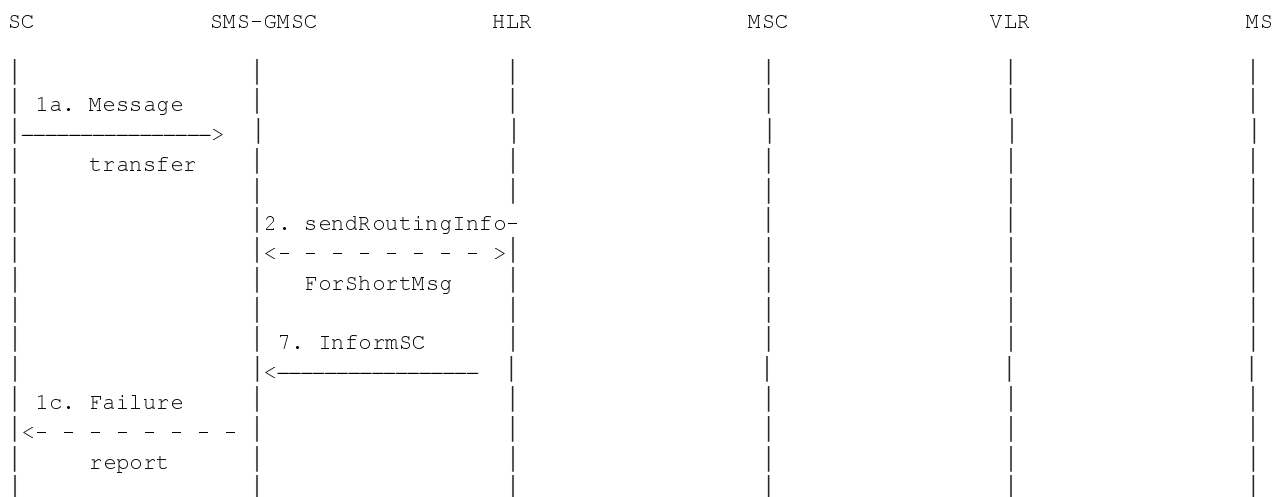 SC SMS-GMSC HLR MSC VLR MS
1a. Message
transfer
2. sendRoutingInfo-
ForShortMsg
7. InformSC
1c. Failure
report